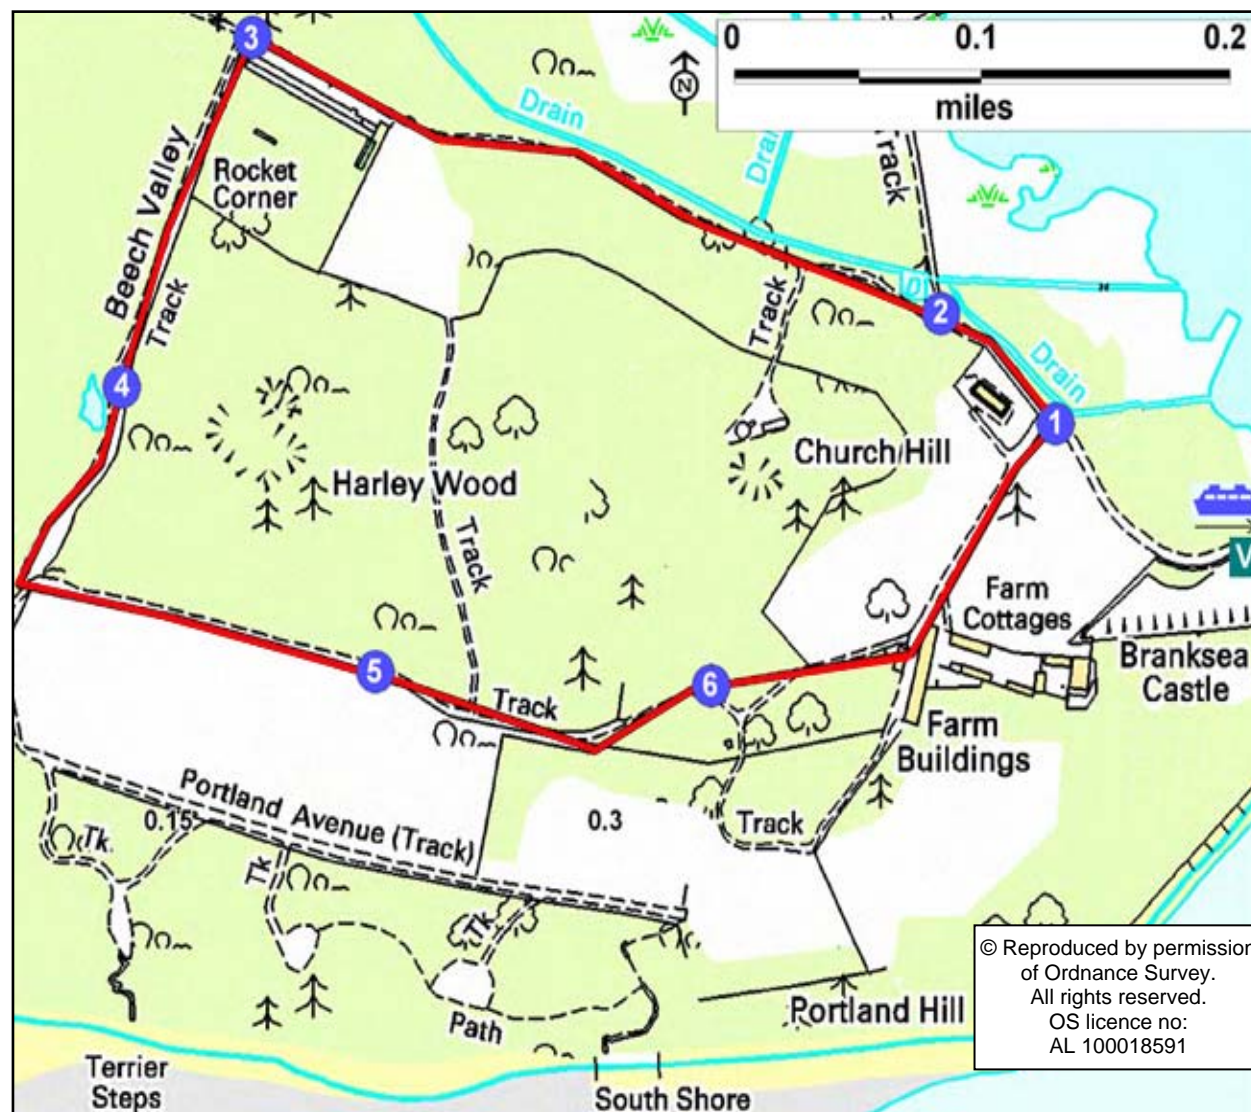 3
0 0.1 0.2
miles
N
Drain
Drain
Track
Beech Valley
Rocket
Corner
Track
Track
2
Drain
4
1
Church Hill
Harley Wood
Track
V
Farm
Cottages
Branksea
Castle
5
6
Track
Farm
Buildings
Portland Avenue (Track)
0.15
0.3
Track
Tk
Tk
Tk
© Reproduced by permission
of Ordnance Survey.
All rights reserved.
OS licence no:
AL 100018591
Portland Hill
Path
Terrier
Steps
South Shore